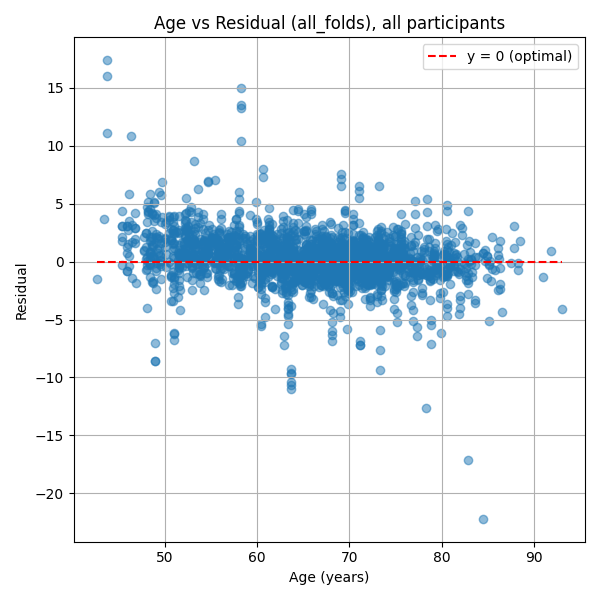 Age vs Residual (all_folds), all participants
y = 0 (optimal)
15
10
5
0
−5
−10
−15
−20
Residual
50 60 70 80 90
Age (years)